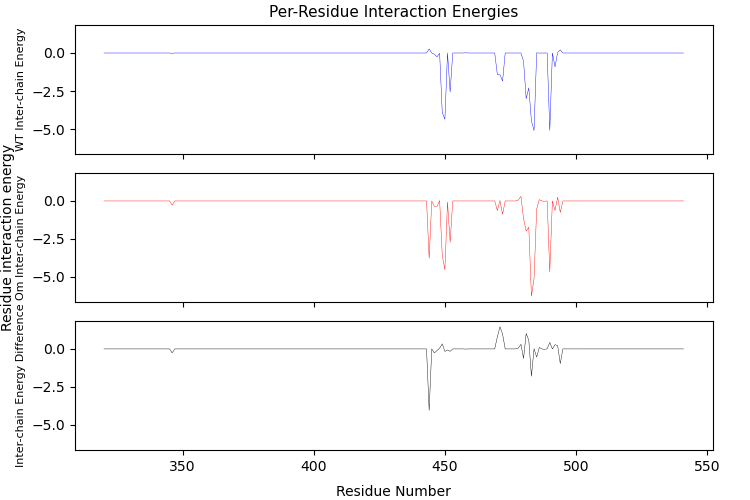 Per-Residue Interaction Energies
WT Inter-chain Energy
0.0
−2.5
−5.0
Om Inter-chain Energy
0.0
−2.5
−5.0
Inter-chain Energy Difference
0.0
−2.5
−5.0
Residue interaction energy
350
400
450
500
550
Residue Number